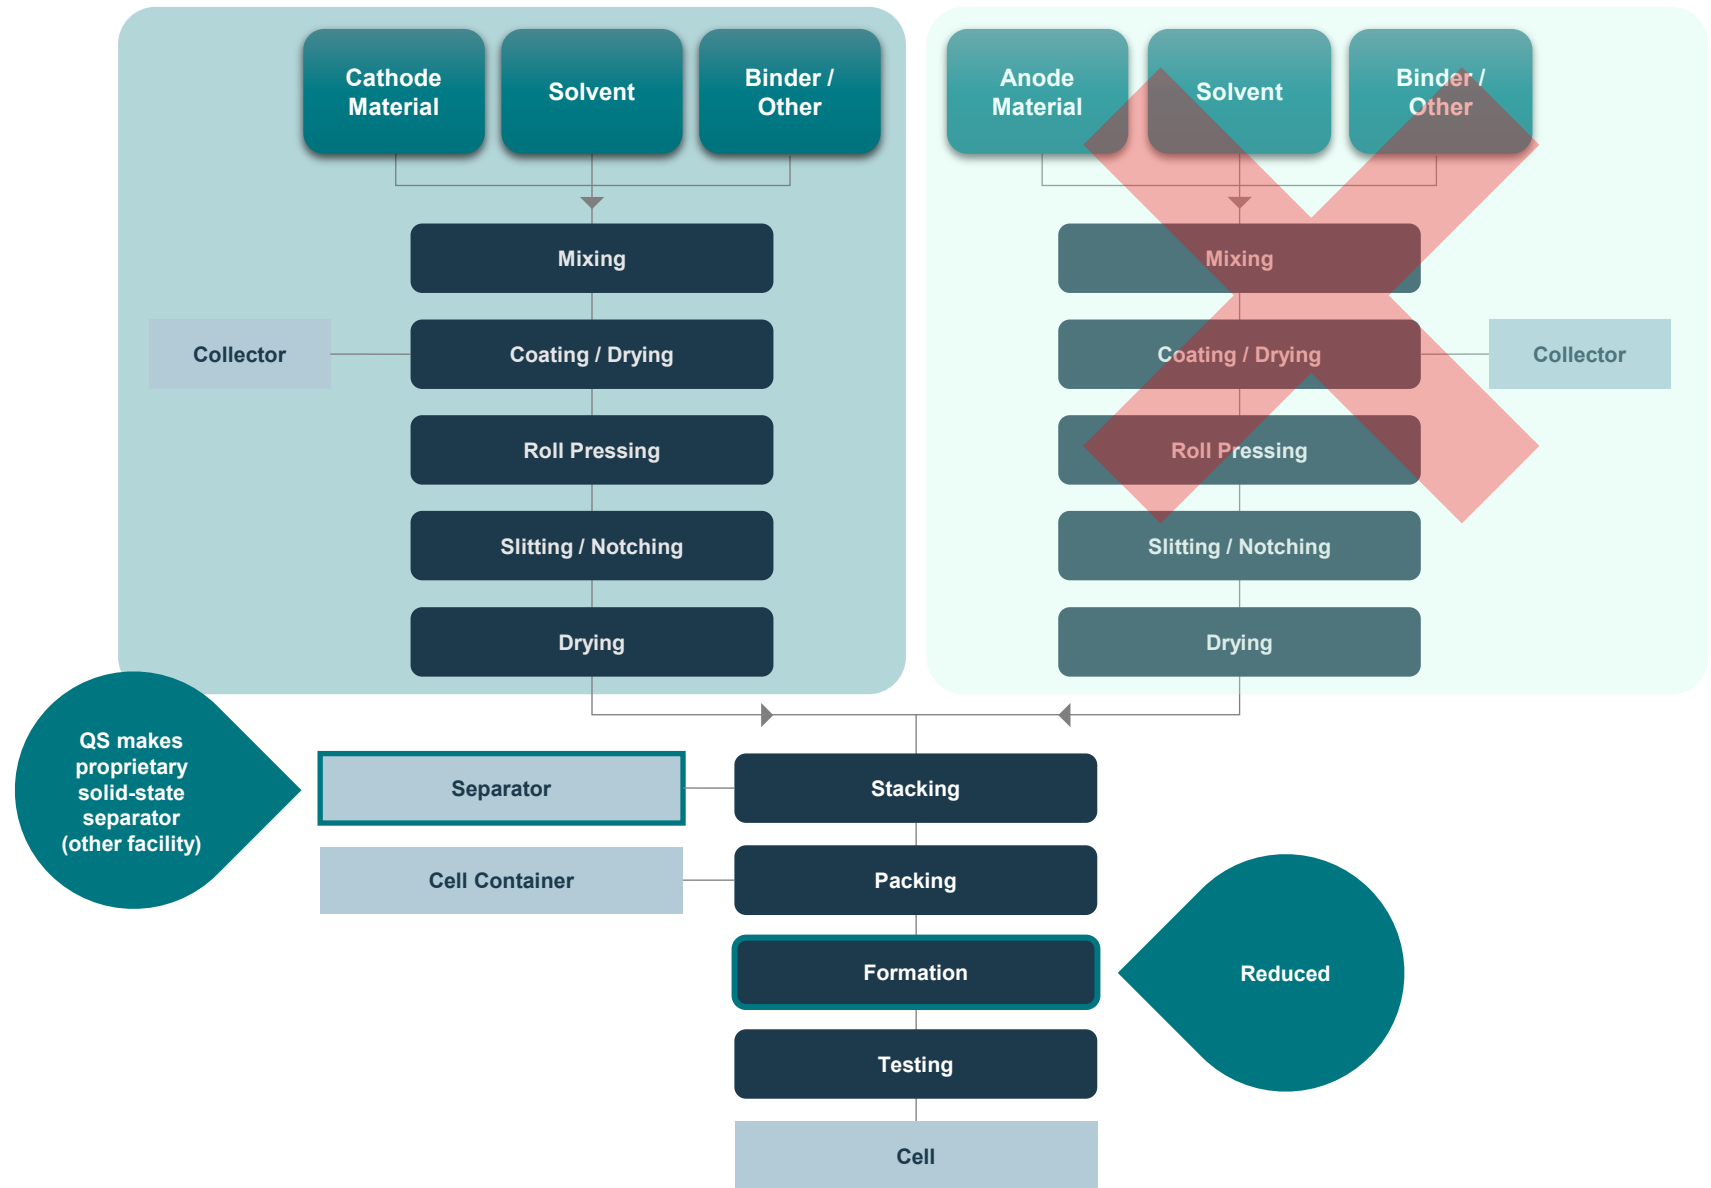 Cathode
Material
Solvent
Binder /
Other
Mixing
Collector
Coating / Drying
Roll Pressing
Slitting / Notching
Drying
Anode
Material
Solvent
Binder /
Other
Mixing
Coating / Drying
Collector
Roll Pressing
Slitting / Notching
Drying
QS makes
proprietary
solid-state
separator
(other facility)
Separator
Stacking
Cell Container
Packing
Formation
Reduced
Testing
Cell